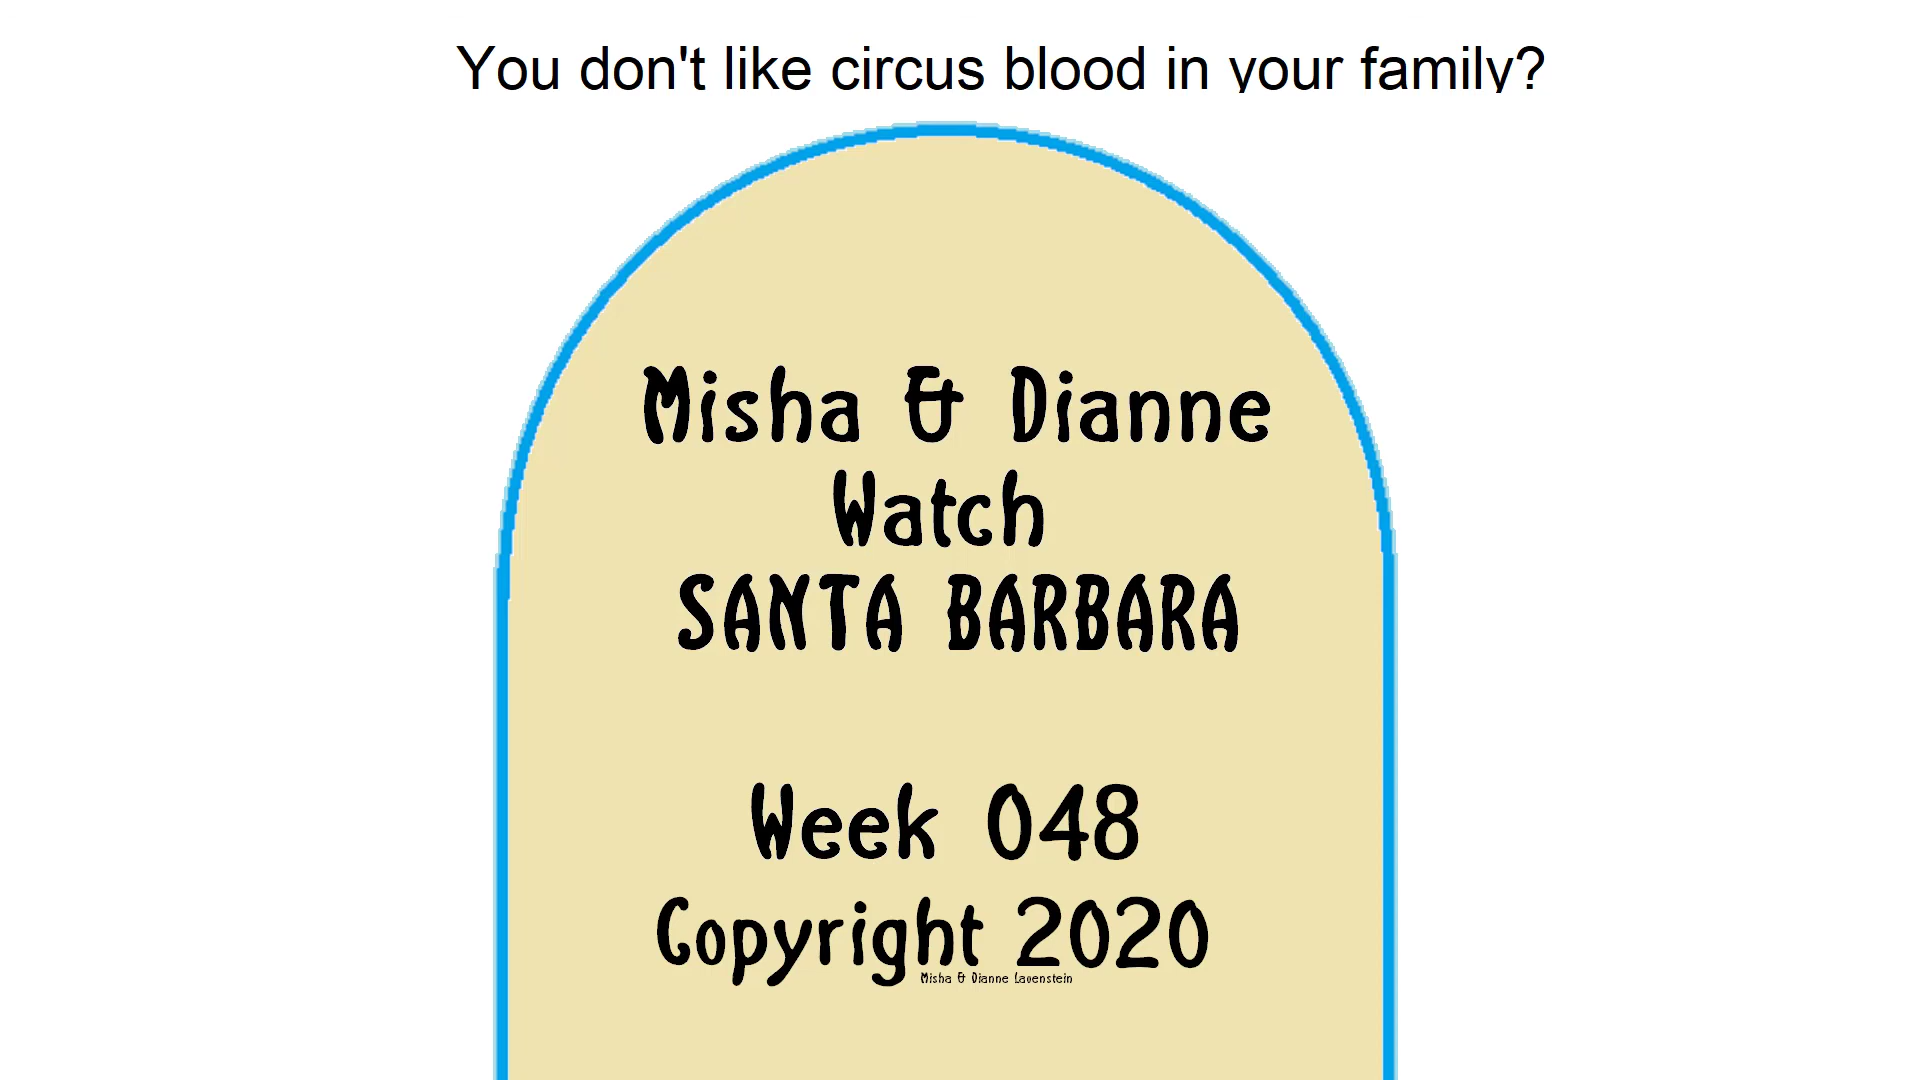 You don't like circus blood in your family?
Misha & Dianne
Watch
SANTA BARBARA
Week 048
Copyright 2020
Misha & Dianne Lavenstein